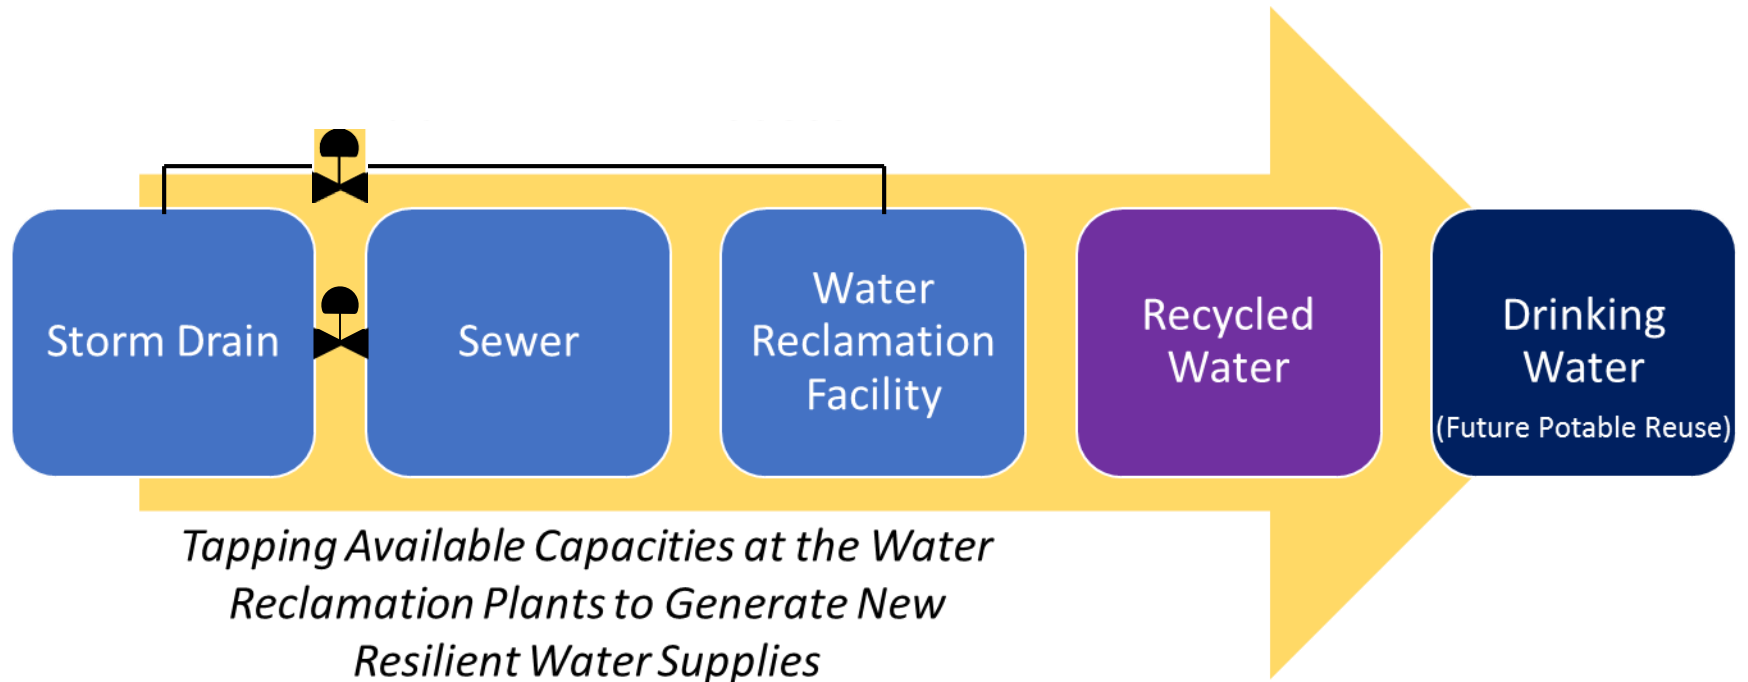 Storm Drain
Sewer
Water
Reclamation
Facility
Recycled
Water
Drinking
Water
(Future Potable Reuse)
Tapping Available Capacities at the Water
Reclamation Plants to Generate New
Resilient Water Supplies